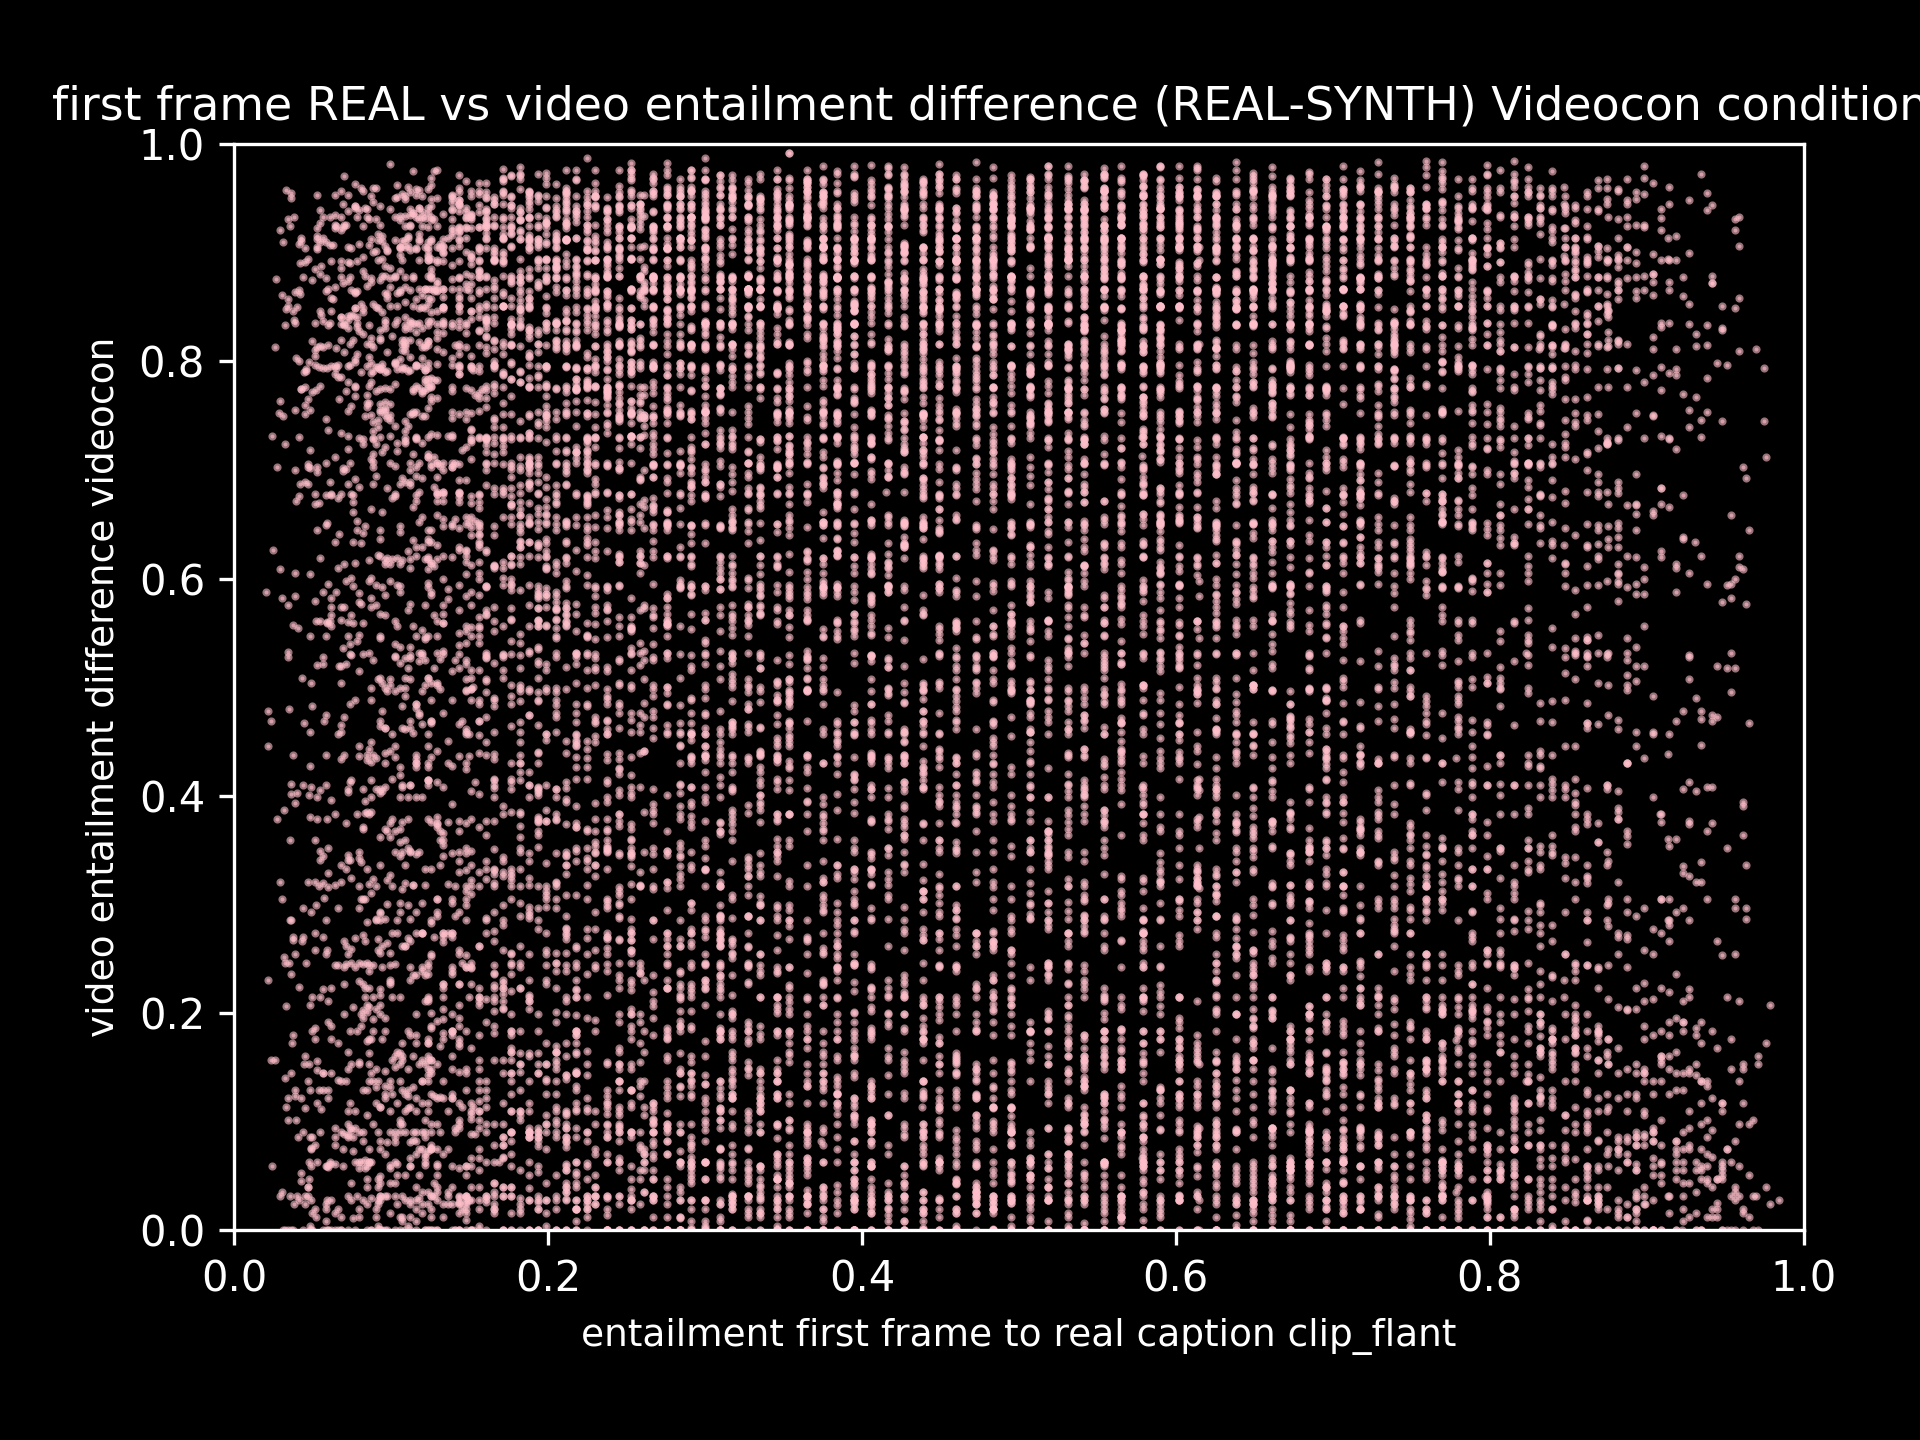 first frame REAL vs video entailment difference (REAL-SYNTH) Videocon condition
1.0
0.8
0.6
0.4
0.2
0.0
video entailment difference videocon
0.0 0.2 0.4 0.6 0.8 1.0
entailment first frame to real caption clip_flant